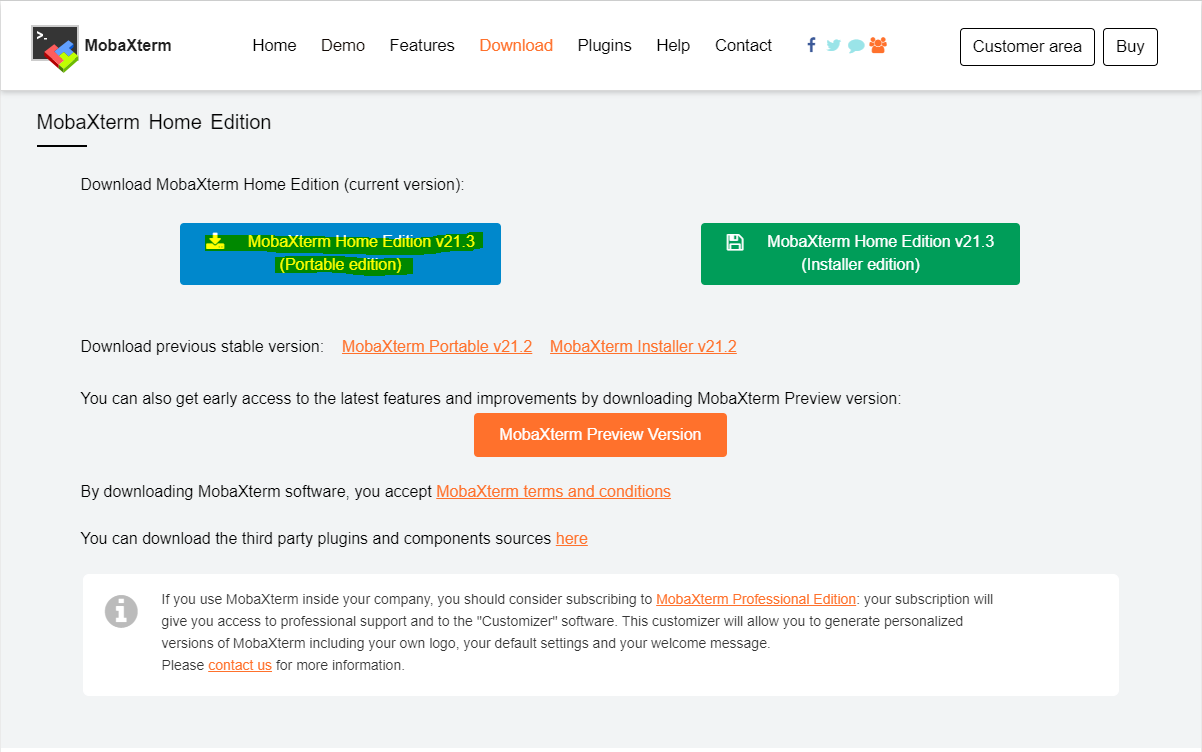 >_
MobaXterm
Home Demo Features Download Plugins Help Contact
Customer area Buy
MobaXterm Home Edition
Download MobaXterm Home Edition (current version):
MobaXterm Home Edition v21.3
(Portable edition)
MobaXterm Home Edition v21.3
(Installer edition)
Download previous stable version: MobaXterm Portable v21.2 MobaXterm Installer v21.2
You can also get early access to the latest features and improvements by downloading MobaXterm Preview version:
MobaXterm Preview Version
By downloading MobaXterm software, you accept MobaXterm terms and conditions
You can download the third party plugins and components sources here
If you use MobaXterm inside your company, you should consider subscribing to MobaXterm Professional Edition: your subscription will
give you access to professional support and to the "Customizer" software. This customizer will allow you to generate personalized
versions of MobaXterm including your own logo, your default settings and your welcome message.
Please contact us for more information.